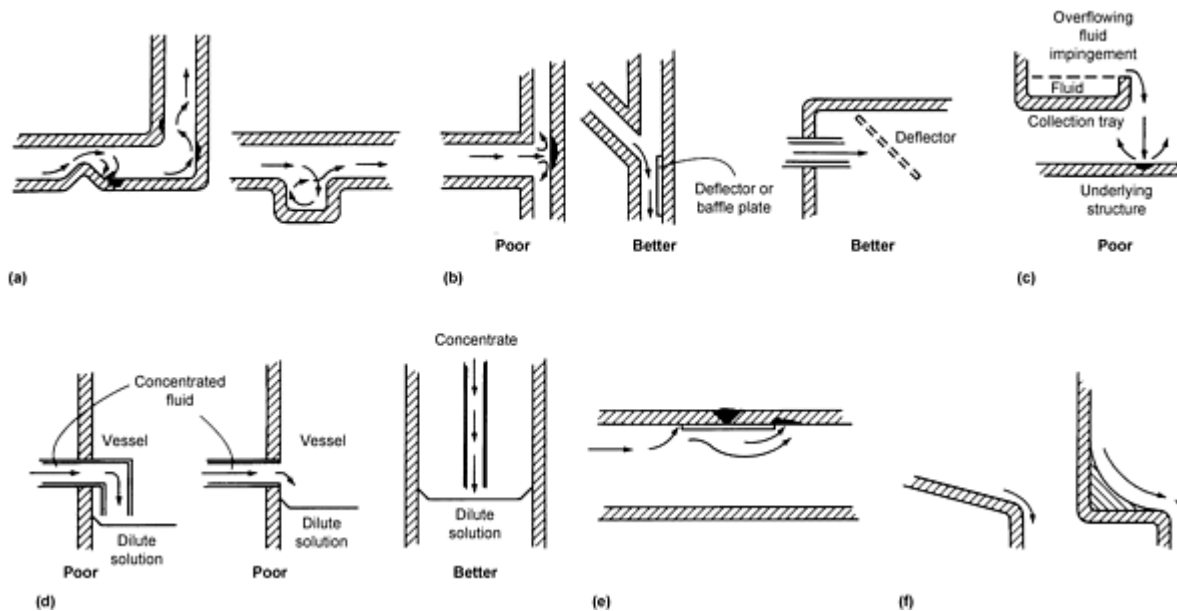 Overflowing
fluid
impingement
Fluid
Collection tray
Underlying
structure
Poor
Deflector
Deflector or
baffle plate
Poor
Better
Better
(a)
(b)
(c)
Concentrate
Concentrated
fluid
Vessel
Vessel
Dilute
solution
Dilute
solution
Dilute
solution
Poor
Poor
Better
(d)
(e)
(f)